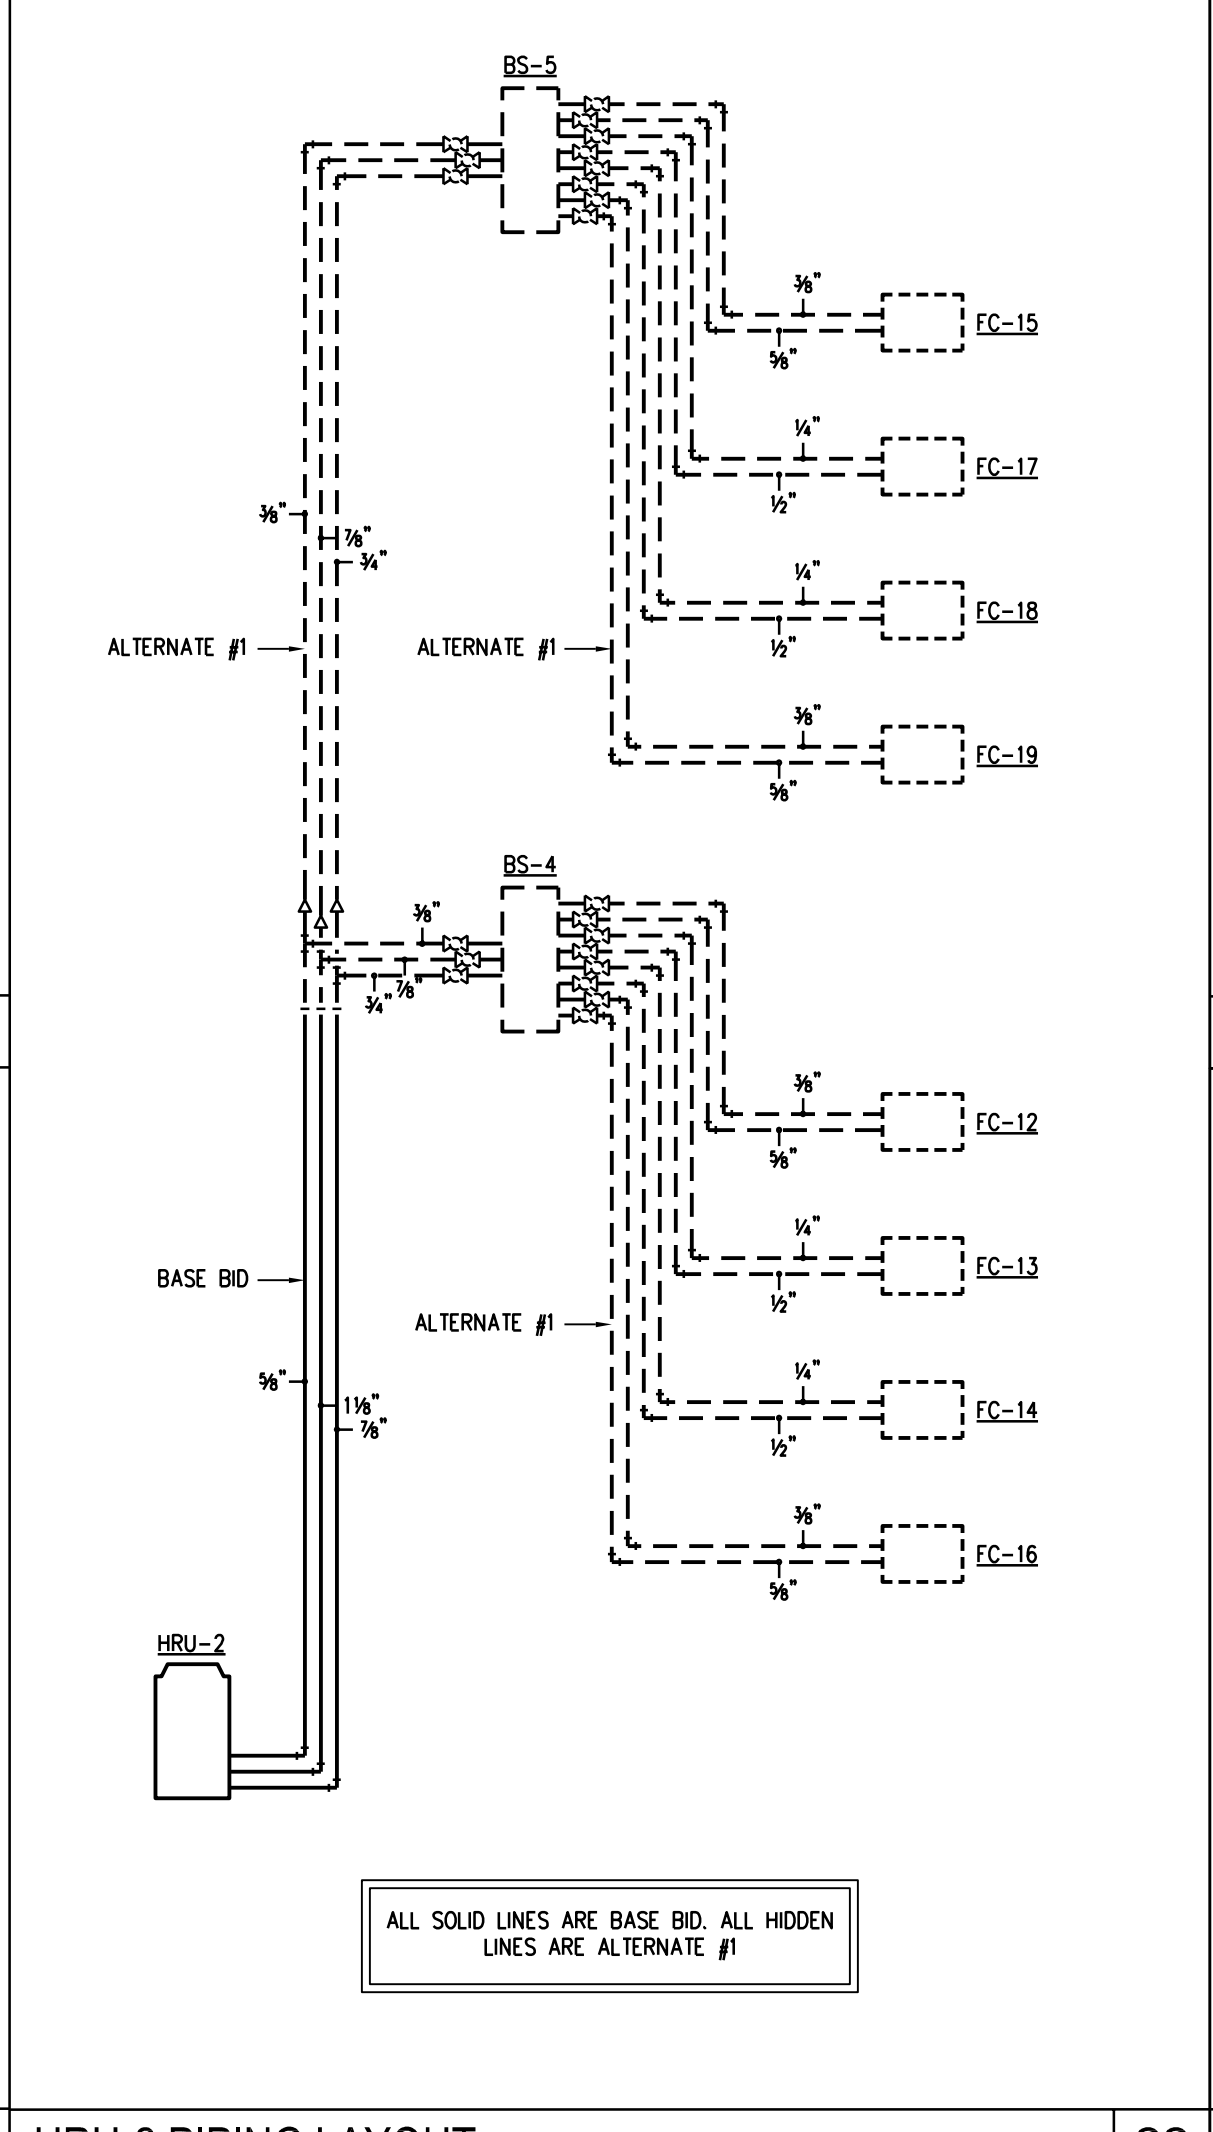 BS-5
3/8"
FC-15
5/8"
1/4"
FC-17
1/2"
3/8"
7/8"
3/4"
1/4"
FC-18
1/2"
ALTERNATE #1
ALTERNATE #1
3/8"
FC-19
5/8"
BS-4
3/8"
7/8"
3/4"
3/8"
FC-12
5/8"
1/4"
FC-13
1/2"
BASE BID
ALTERNATE #1
1/4"
FC-14
1/2"
5/8"
1 1/8"
7/8"
3/8"
FC-16
5/8"
HRU-2
ALL SOLID LINES ARE BASE BID. ALL HIDDEN
LINES ARE ALTERNATE #1
PIPING LAYOUT